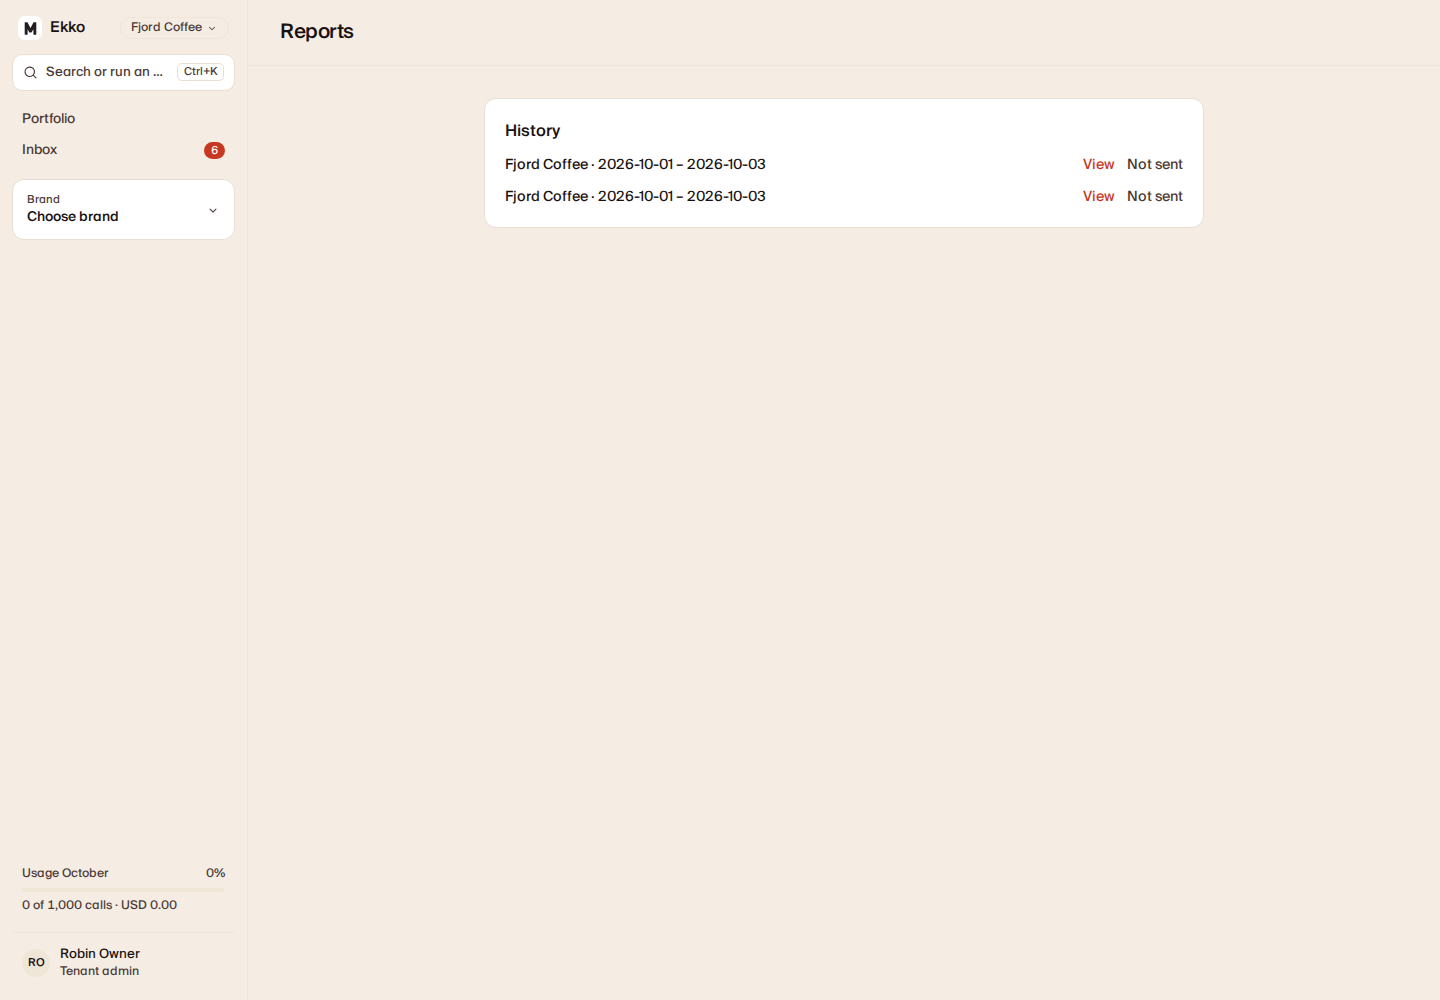 Ekko
Fjord Coffee
Search or run an ...
Ctrl+K
Portfolio
Inbox
6
Brand
Choose brand
Usage October
0%
0 of 1,000 calls · USD 0.00
RO
Robin Owner
Tenant admin
Reports
History
Fjord Coffee · 2026-10-01 – 2026-10-03
View
Not sent
Fjord Coffee · 2026-10-01 – 2026-10-03
View
Not sent